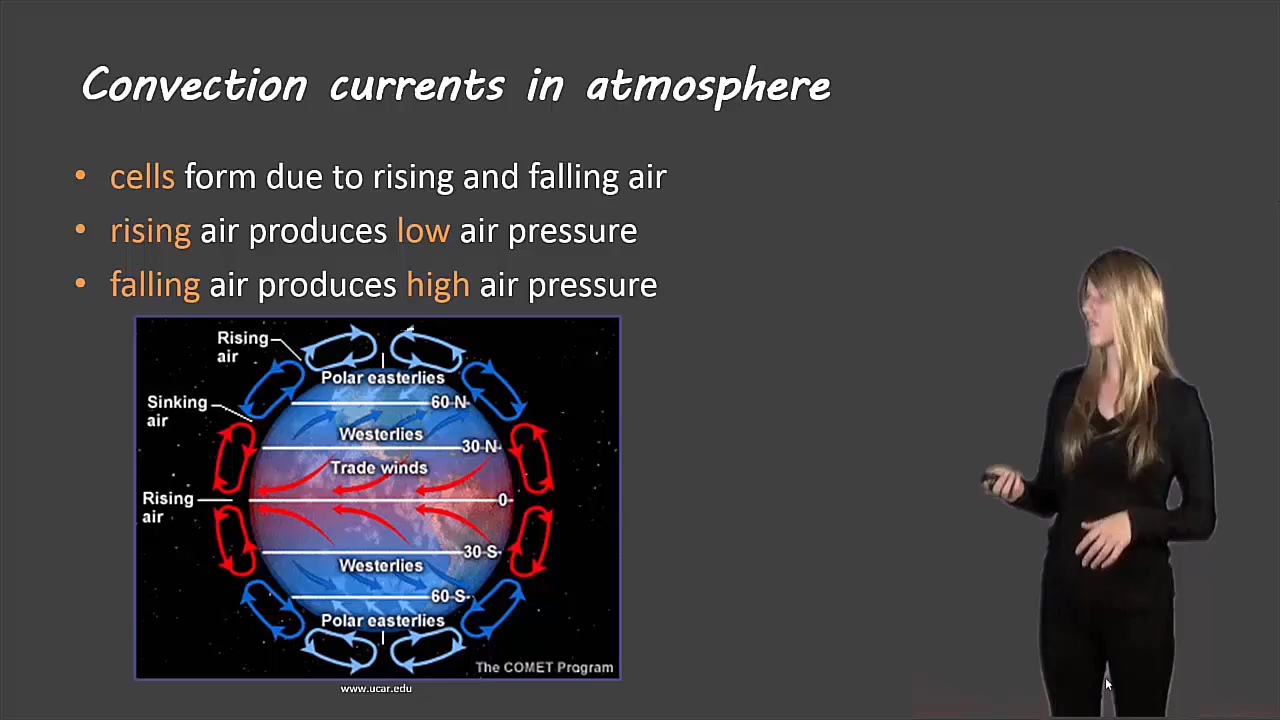 Convection currents in atmosphere
• cells form due to rising and falling air
• rising air produces low air pressure
• falling air produces high air pressure
Rising
air
Polar easterlies
60 N
Sinking
air
Westerlies
30 N
Trade winds
Rising
air
0
30 S
Westerlies
60 S
Polar easterlies
The COMET Program
www.ucar.edu